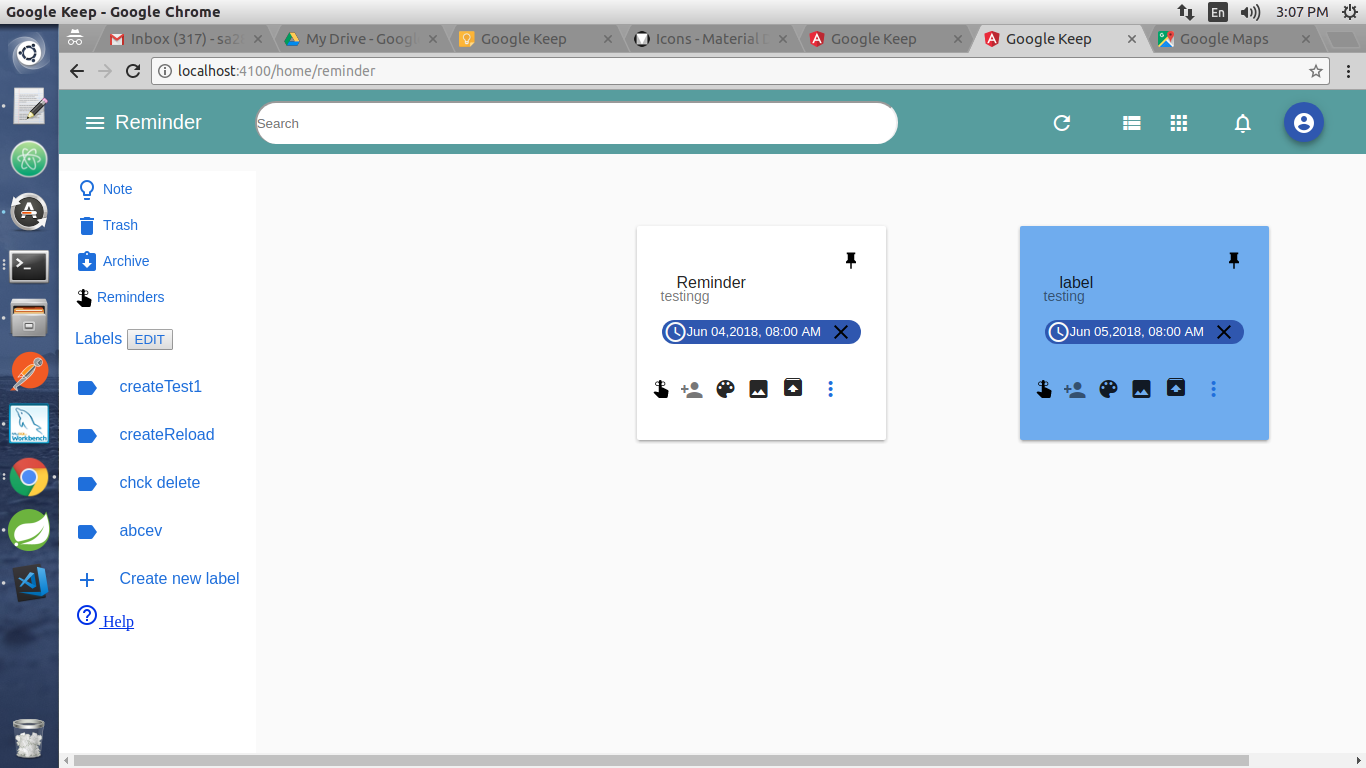 Google Keep - Google Chrome
En
3:07 PM
Inbox (317) - sa2
My Drive - Googl
Google Keep
Icons - Material D
Google Keep
Google Keep
Google Maps
localhost:4100/home/reminder
Reminder
Search
Note
Trash
Archive
Reminders
Labels EDIT
createTest1
createReload
chck delete
abcev
Create new label
Help
Reminder
testingg
Jun 04,2018, 08:00 AM
label
testing
Jun 05,2018, 08:00 AM